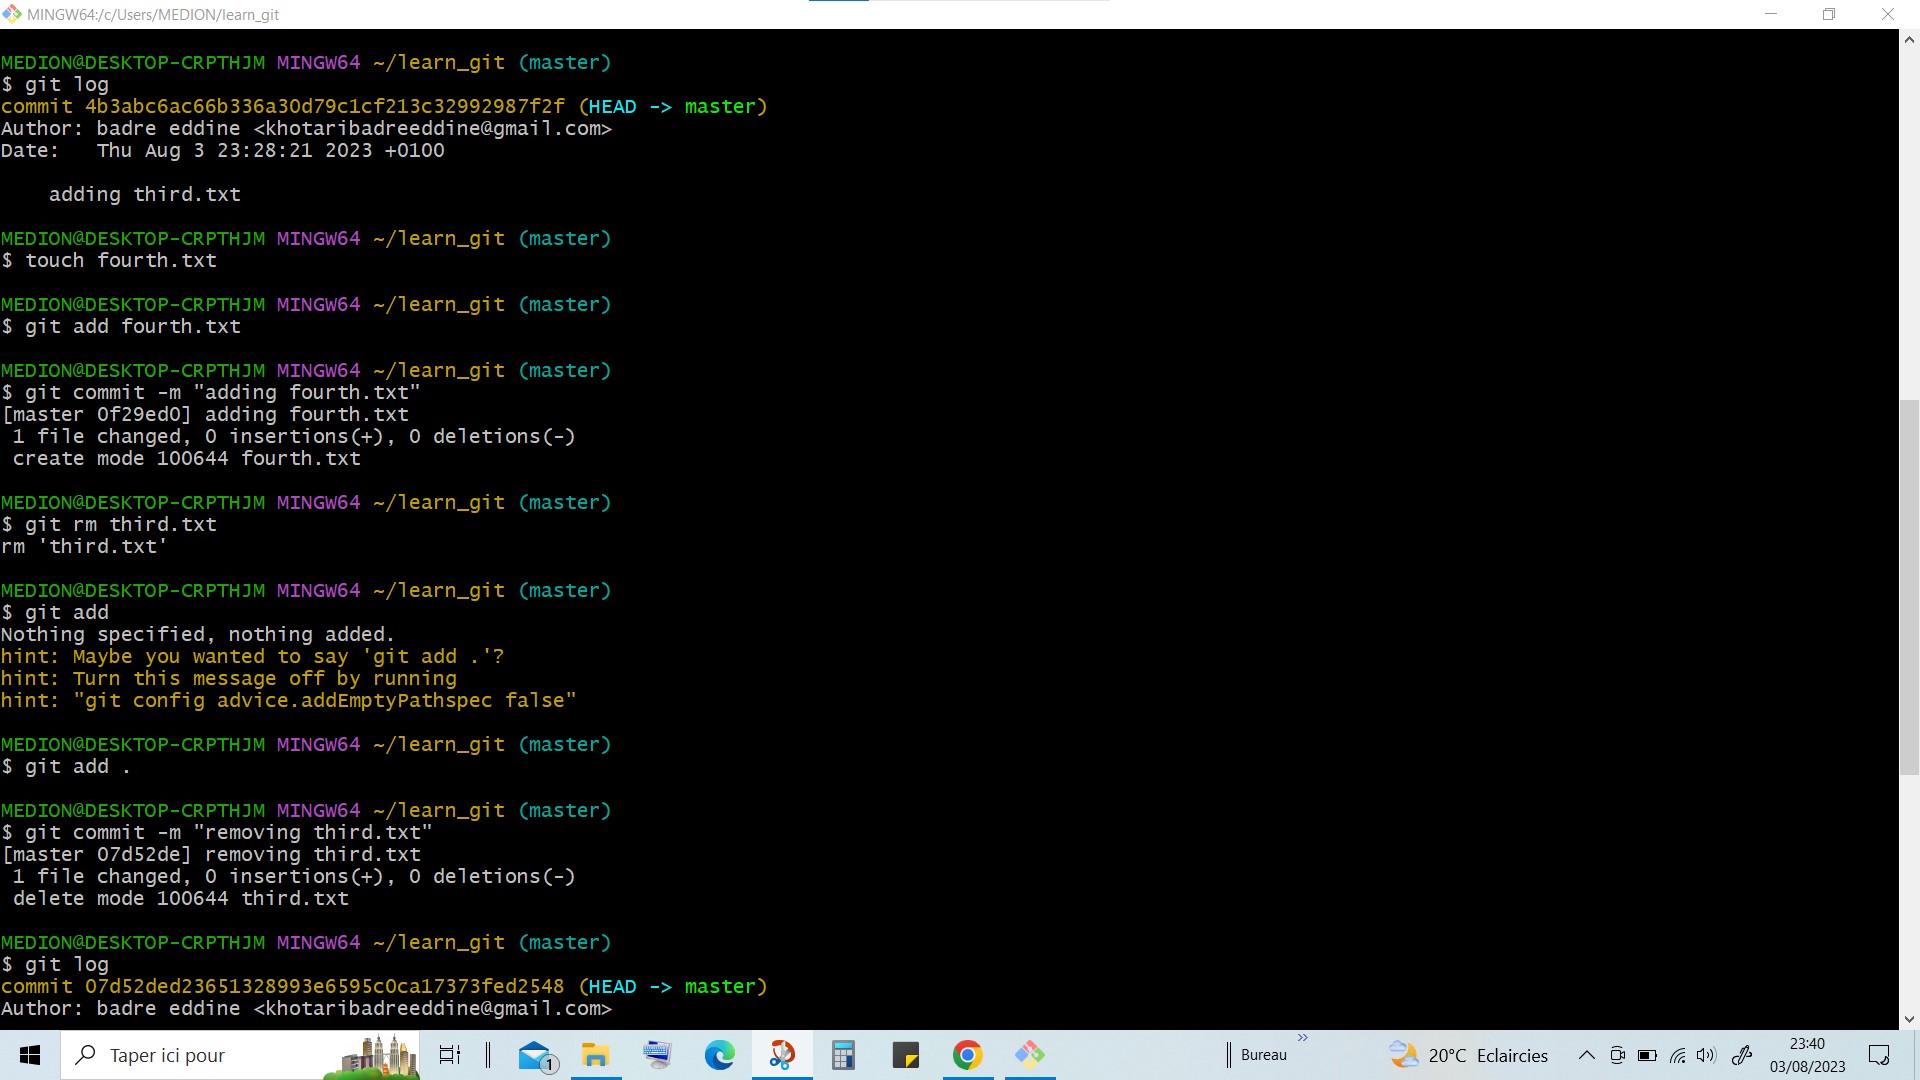 MINGW64:/c/Users/MEDION/learn_git
MEDION@DESKTOP-CRPTHJM MINGW64 ~/learn_git (master)
$ git log
commit 4b3abc6ac66b336a30d79c1cf213c32992987f2f (HEAD -> master)
Author: badre eddine <khotaribadreeddine@gmail.com>
Date:   Thu Aug 3 23:28:21 2023 +0100
    adding third.txt
MEDION@DESKTOP-CRPTHJM MINGW64 ~/learn_git (master)
$ touch fourth.txt
MEDION@DESKTOP-CRPTHJM MINGW64 ~/learn_git (master)
$ git add fourth.txt
MEDION@DESKTOP-CRPTHJM MINGW64 ~/learn_git (master)
$ git commit -m "adding fourth.txt"
[master 0f29ed0] adding fourth.txt
 1 file changed, 0 insertions(+), 0 deletions(-)
 create mode 100644 fourth.txt
MEDION@DESKTOP-CRPTHJM MINGW64 ~/learn_git (master)
$ git rm third.txt
rm 'third.txt'
MEDION@DESKTOP-CRPTHJM MINGW64 ~/learn_git (master)
$ git add
Nothing specified, nothing added.
hint: Maybe you wanted to say 'git add .'?
hint: Turn this message off by running
hint: "git config advice.addEmptyPathspec false"
MEDION@DESKTOP-CRPTHJM MINGW64 ~/learn_git (master)
$ git add .
MEDION@DESKTOP-CRPTHJM MINGW64 ~/learn_git (master)
$ git commit -m "removing third.txt"
[master 07d52de] removing third.txt
 1 file changed, 0 insertions(+), 0 deletions(-)
 delete mode 100644 third.txt
MEDION@DESKTOP-CRPTHJM MINGW64 ~/learn_git (master)
$ git log
commit 07d52ded23651328993e6595c0ca17373fed2548 (HEAD -> master)
Author: badre eddine <khotaribadreeddine@gmail.com>
Taper ici pour
1
Bureau
20°C Eclaircies
23:40
03/08/2023